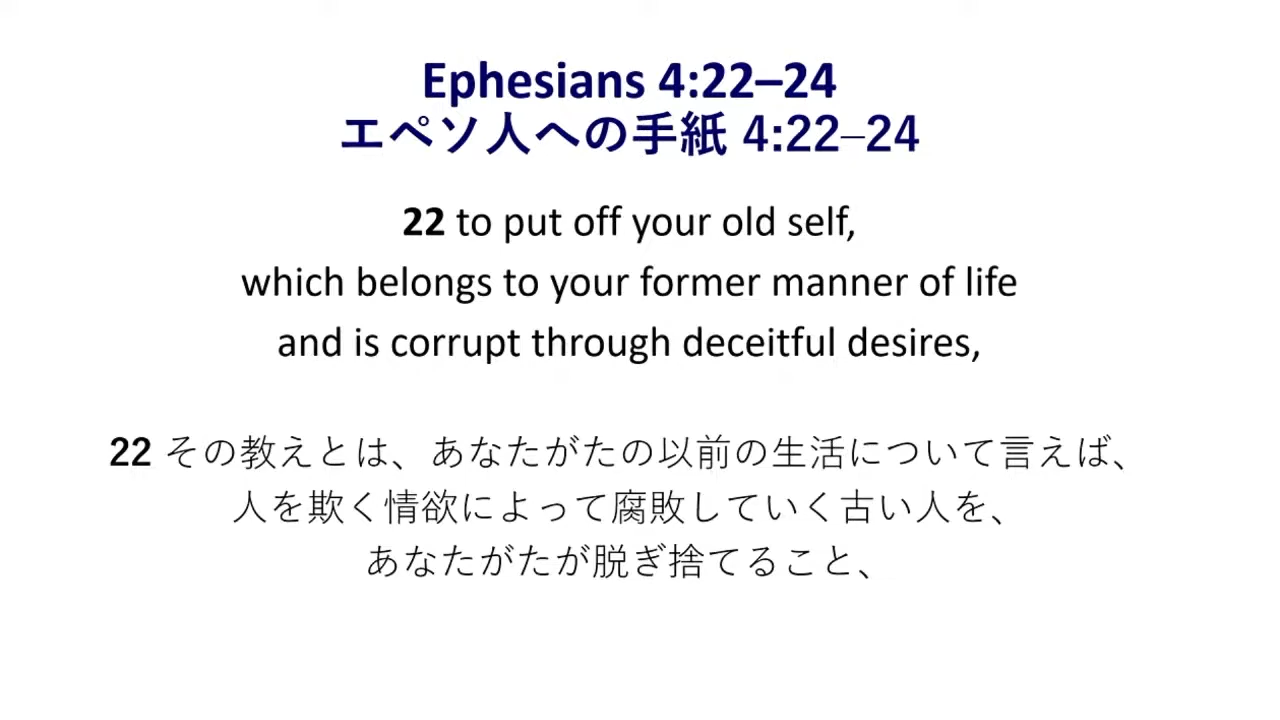 Ephesians 4:22–24
エペソ人への手紙 4:22–24
22 to put off your old self,
which belongs to your former manner of life
and is corrupt through deceitful desires,
22 その教えとは、あなたがたの以前の生活について言えば、
人を欺く情欲によって腐敗していく古い人を、
あなたがたが脱ぎ捨てること、